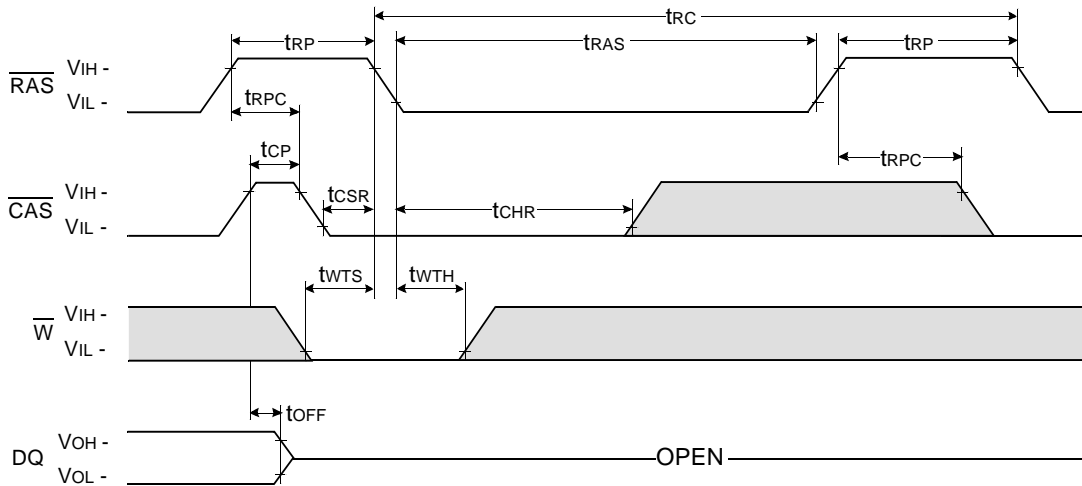 tRC
tRP tRAS tRP
RAS VIH -
VIL -
tRPC
tCP tRPC
CAS VIH -
VIL -
tCSR tCHR
tWTS tWTH
W VIH -
VIL -
tOFF
DQ VOH -
VOL -
OPEN